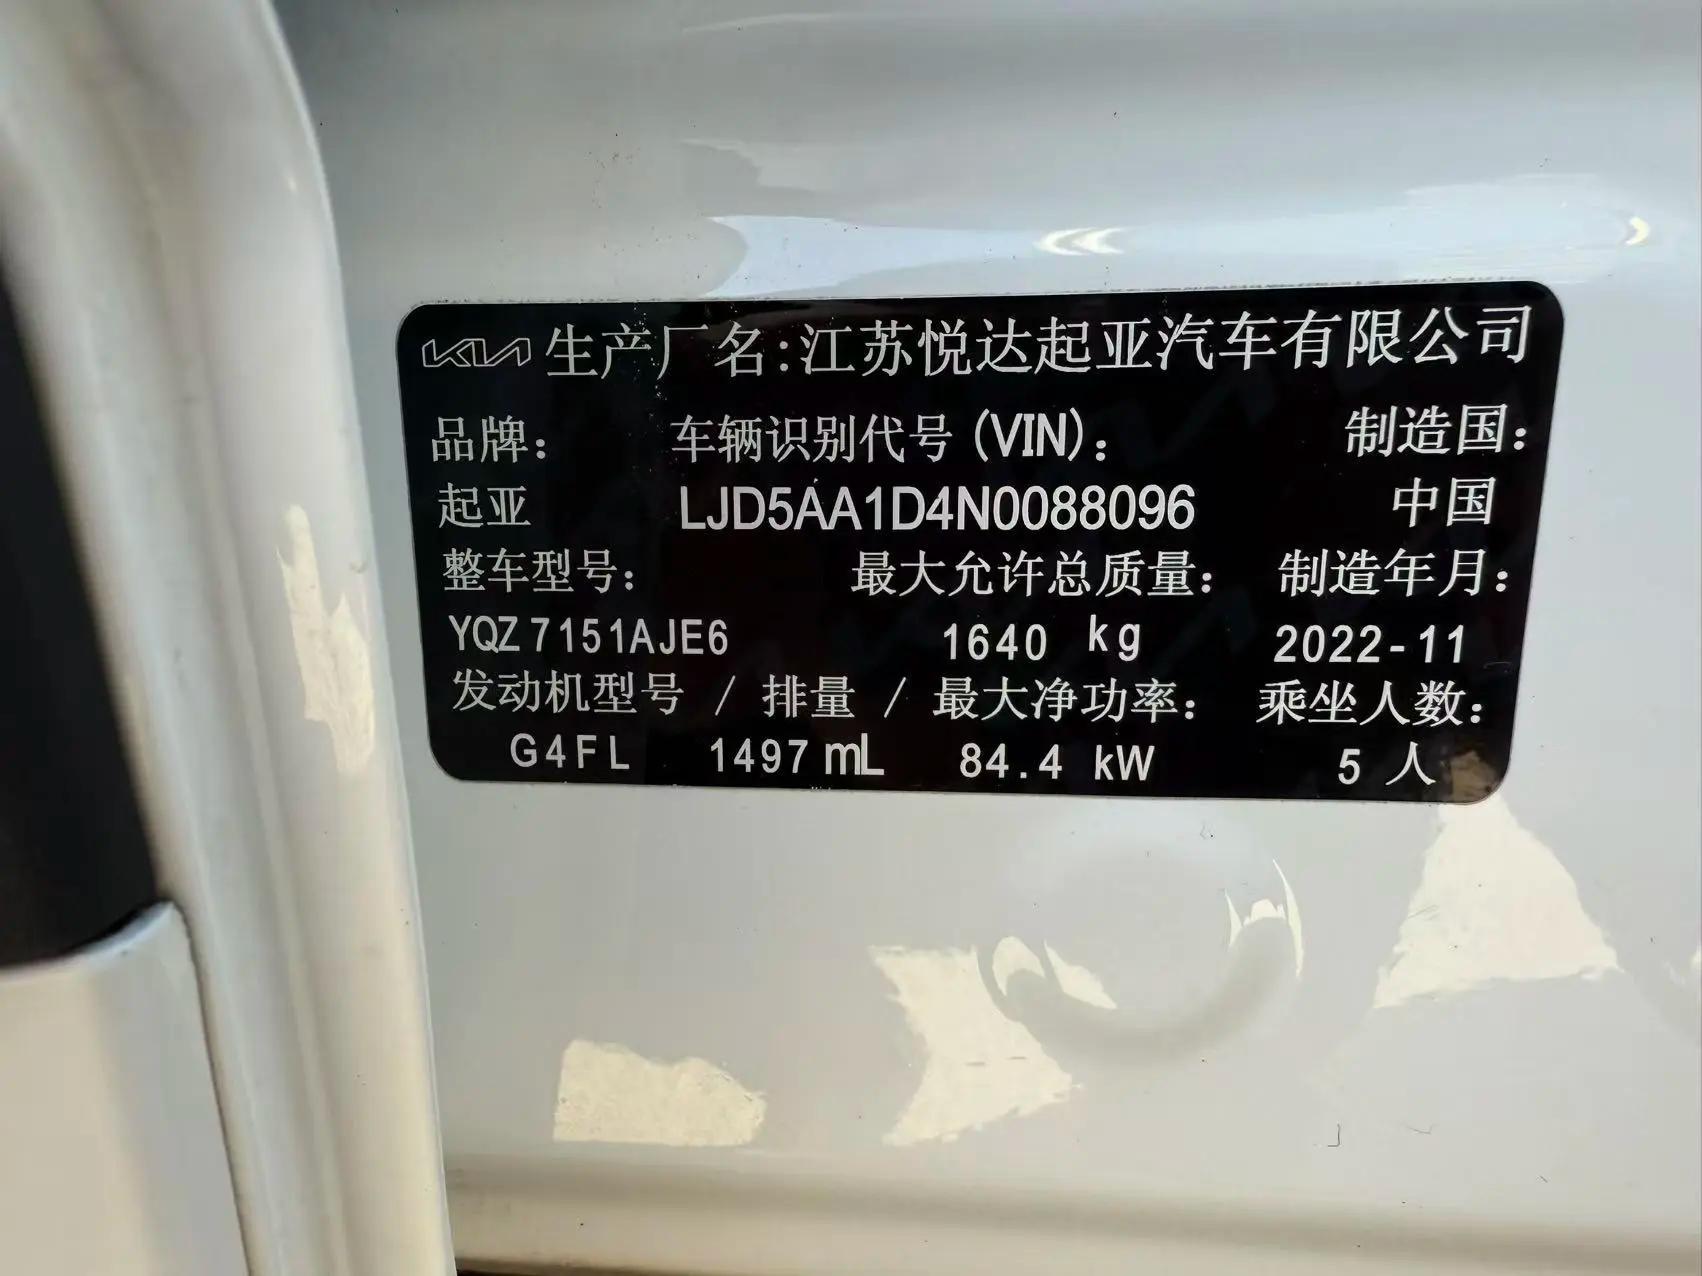 KIA 生产厂名:江苏悦达起亚汽车有限公司
品牌: 车辆识别代号(VIN): 制造国:
起亚 LJD5AA1D4N0088096 中国
整车型号: 最大允许总质量: 制造年月:
YQZ7151AJE6 1640 kg 2022-11
发动机型号 / 排量 / 最大净功率: 乘坐人数:
G4FL 1497 mL 84.4 kW 5 人